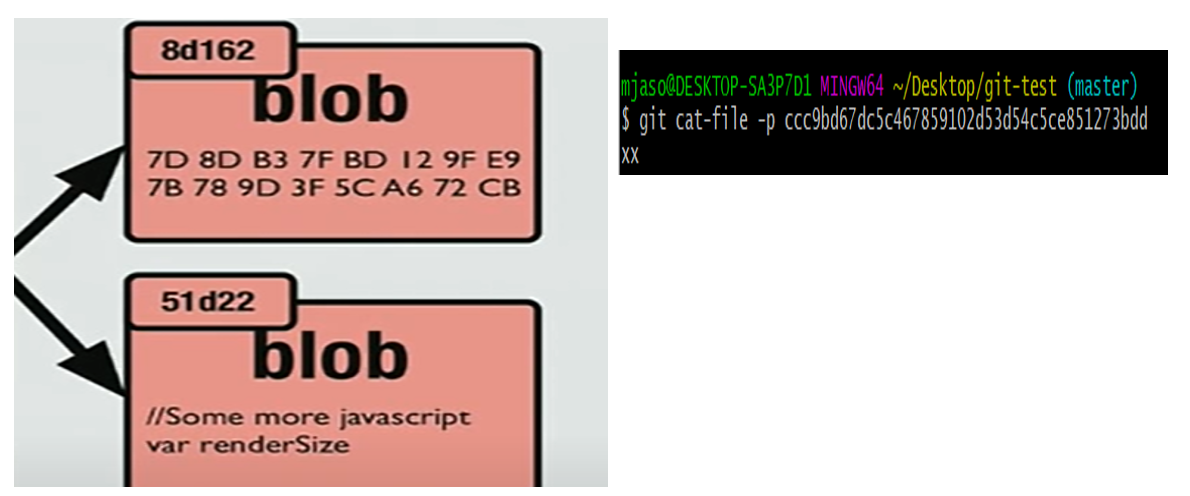 8d162
blob
7D 8D B3 7F BD 12 9F E9
7B 78 9D 3F 5C A6 72 CB
51d22
blob
//Some more javascript
var renderSize
mjaso@DESKTOP-SA3P7D1 MINGW64 ~/Desktop/git-test (master)
$ git cat-file -p ccc9bd67dc5c467859102d53d54c5ce851273bdd
xx